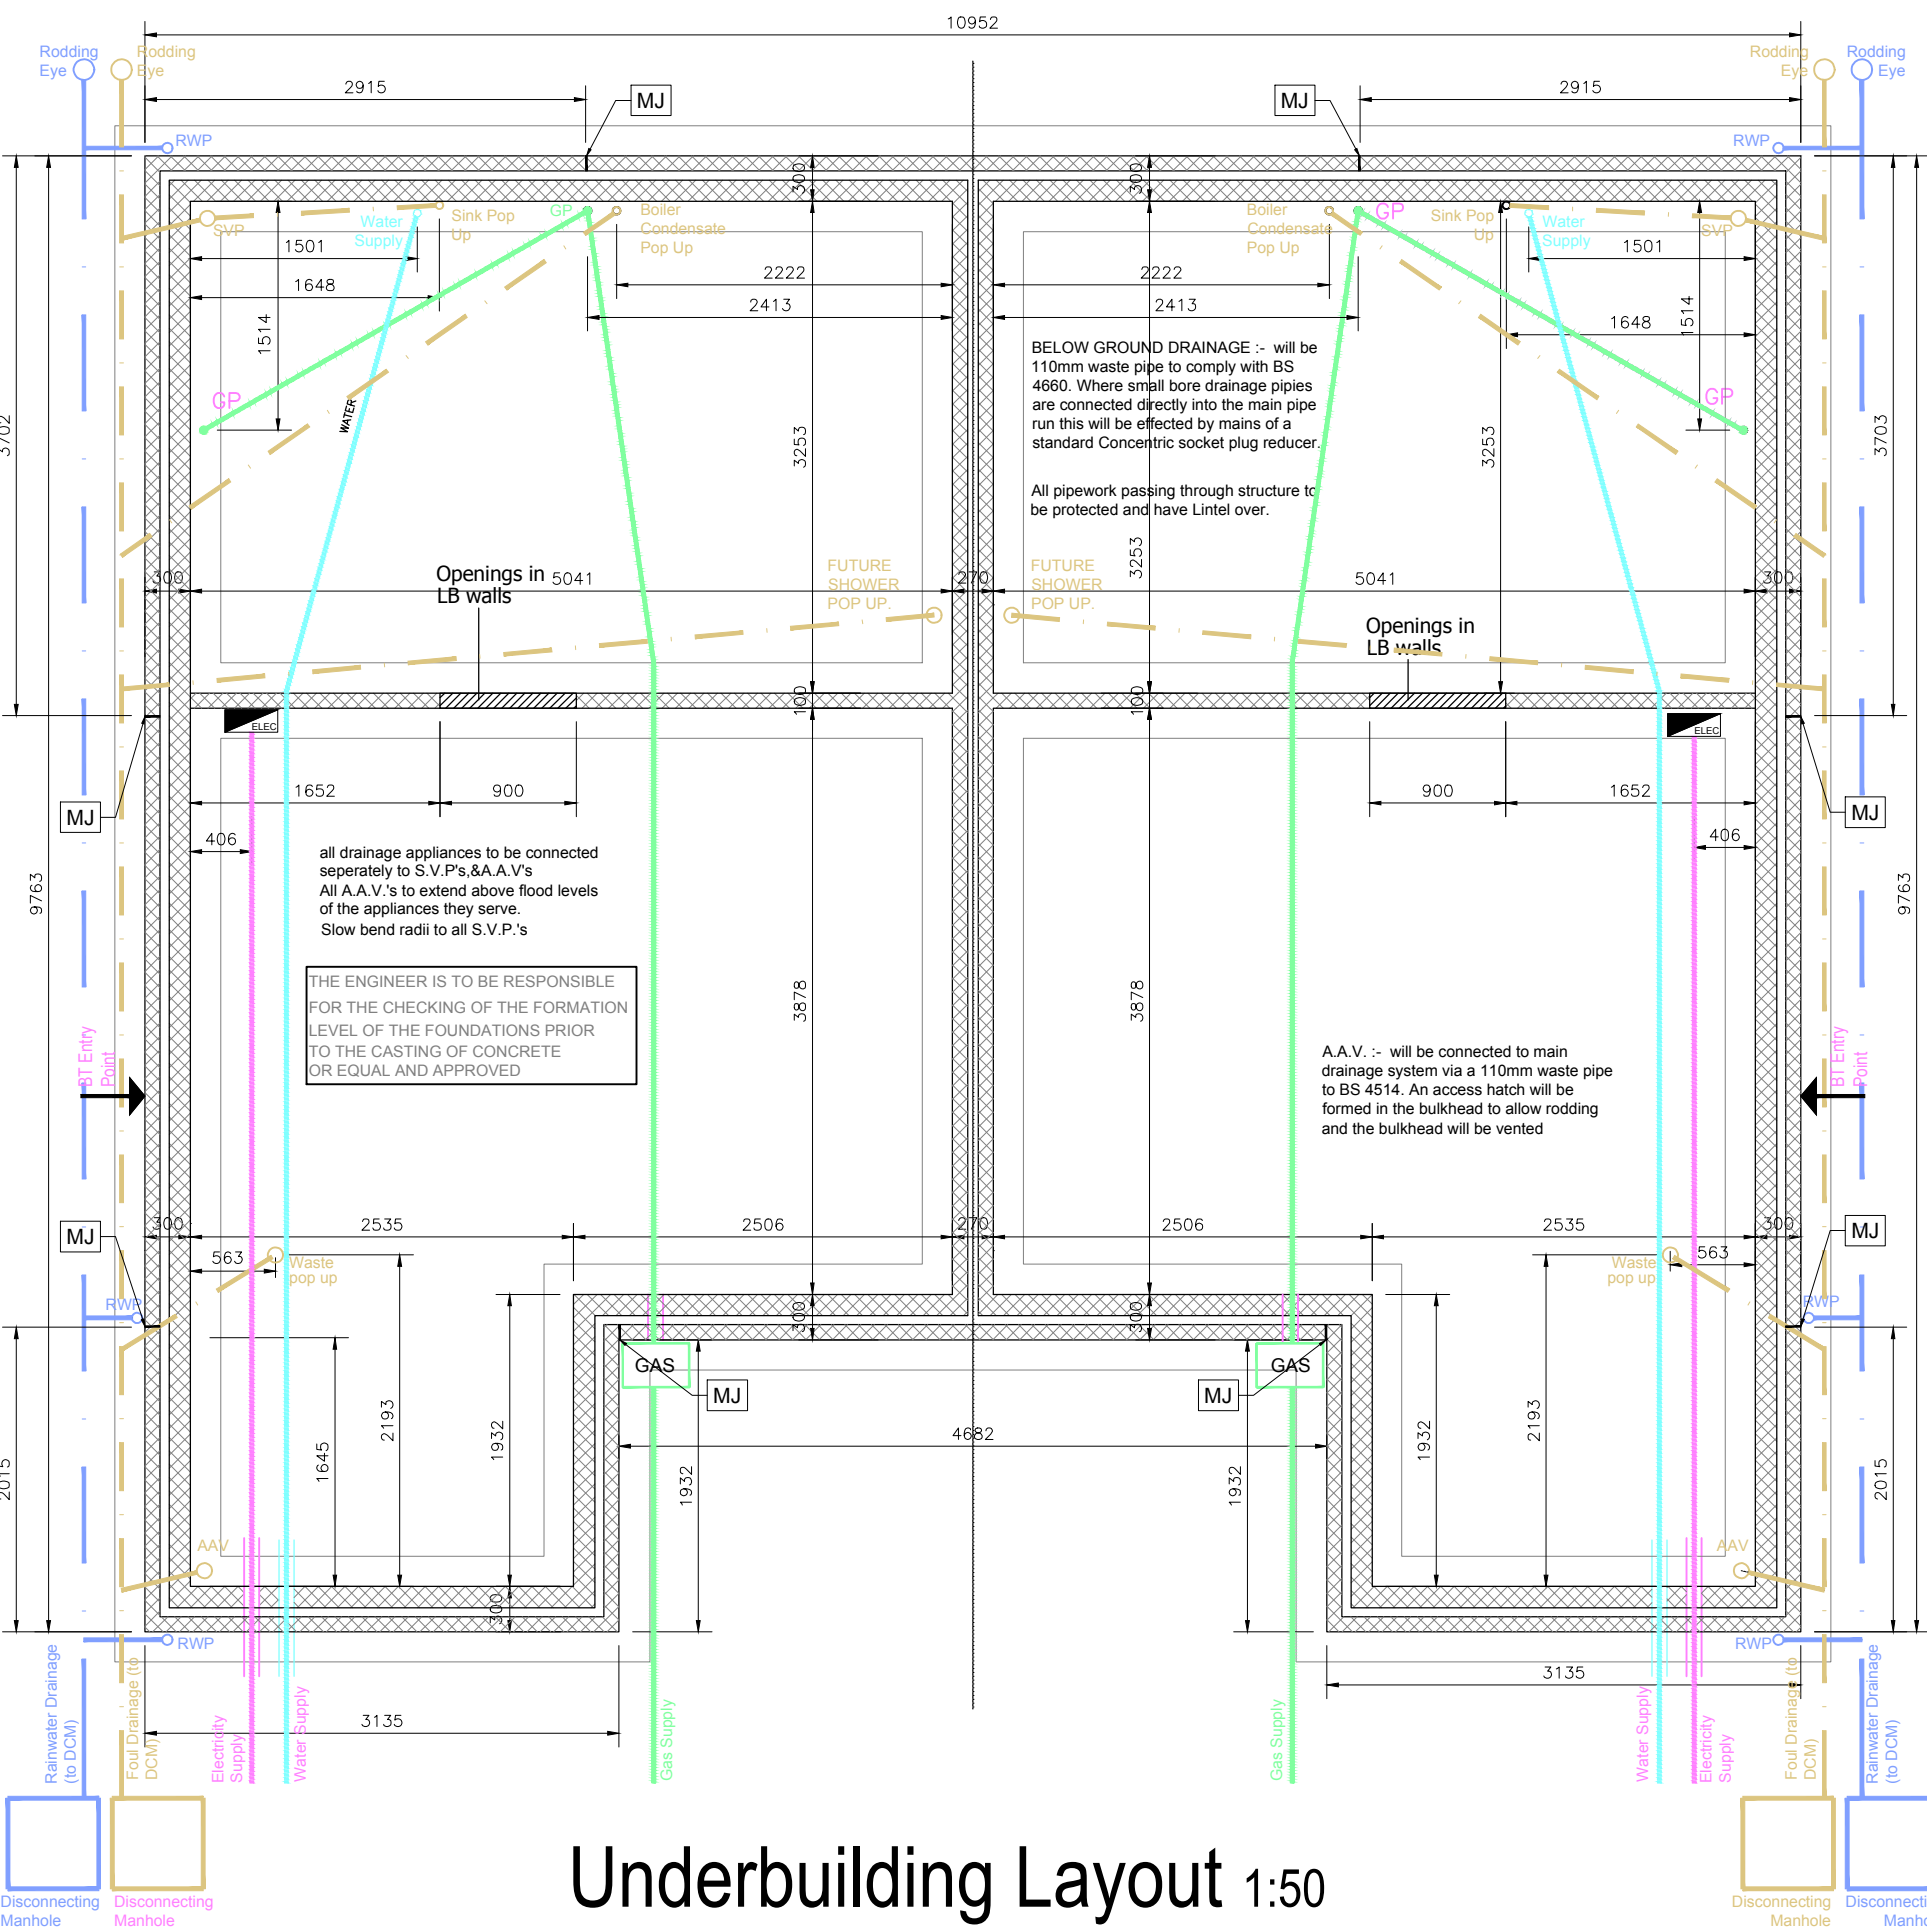 10952
Rodding
Eye
Rodding
Eye
Rodding
Eye
Rodding
Eye
2915
MJ
MJ
2915
RWP
RWP
300
300
SVP
Water
Supply
Sink Pop
Up
GP
Boiler
Condensate
Pop Up
Boiler
Condensate
Pop Up
GP
Sink Pop
Up
Water
Supply
SVP
1501
1648
1514
2222
2413
2222
2413
1501
1648
1514
GP
WATER
GP
3702
3253
BELOW GROUND DRAINAGE :- will be
110mm waste pipe to comply with BS
4660. Where small bore drainage pipies
are connected directly into the main pipe
run this will be effected by mains of a
standard Concentric socket plug reducer.
All pipework passing through structure to
be protected and have Lintel over.
3253
3253
3703
300
Openings in
LB walls
5041
FUTURE
SHOWER
POP UP.
270
FUTURE
SHOWER
POP UP.
5041
300
Openings in
LB walls
100
100
ELEC
ELEC
1652
900
900
1652
MJ
MJ
406
406
9763
9763
all drainage appliances to be connected
seperately to S.V.P's,&A.A.V's
All A.A.V.'s to extend above flood levels
of the appliances they serve.
Slow bend radii to all S.V.P.'s
THE ENGINEER IS TO BE RESPONSIBLE
FOR THE CHECKING OF THE FORMATION
LEVEL OF THE FOUNDATIONS PRIOR
TO THE CASTING OF CONCRETE
OR EQUAL AND APPROVED
3878
3878
BT Entry
Point
BT Entry
Point
A.A.V. :- will be connected to main
drainage system via a 110mm waste pipe
to BS 4514. An access hatch will be
formed in the bulkhead to allow rodding
and the bulkhead will be vented
MJ
300
2535
2506
270
2506
2535
300
MJ
563
Waste
pop up
Waste
pop up
563
RWP
RWP
300
300
GAS
MJ
GAS
MJ
4682
2015
1645
2193
1932
1932
1932
1932
2193
2015
AAV
AAV
300
RWP
RWP
3135
3135
Rainwater Drainage
(to DCM)
Foul Drainage (to
DCM)
Electricity
Supply
Water Supply
Gas Supply
Gas Supply
Water Supply
Electricity
Supply
Foul Drainage (to
DCM)
Rainwater Drainage
(to DCM)
Disconnecting
Manhole
Disconnecting
Manhole
Underbuilding Layout 1:50
Disconnecting
Manhole
Disconnecti
Manho